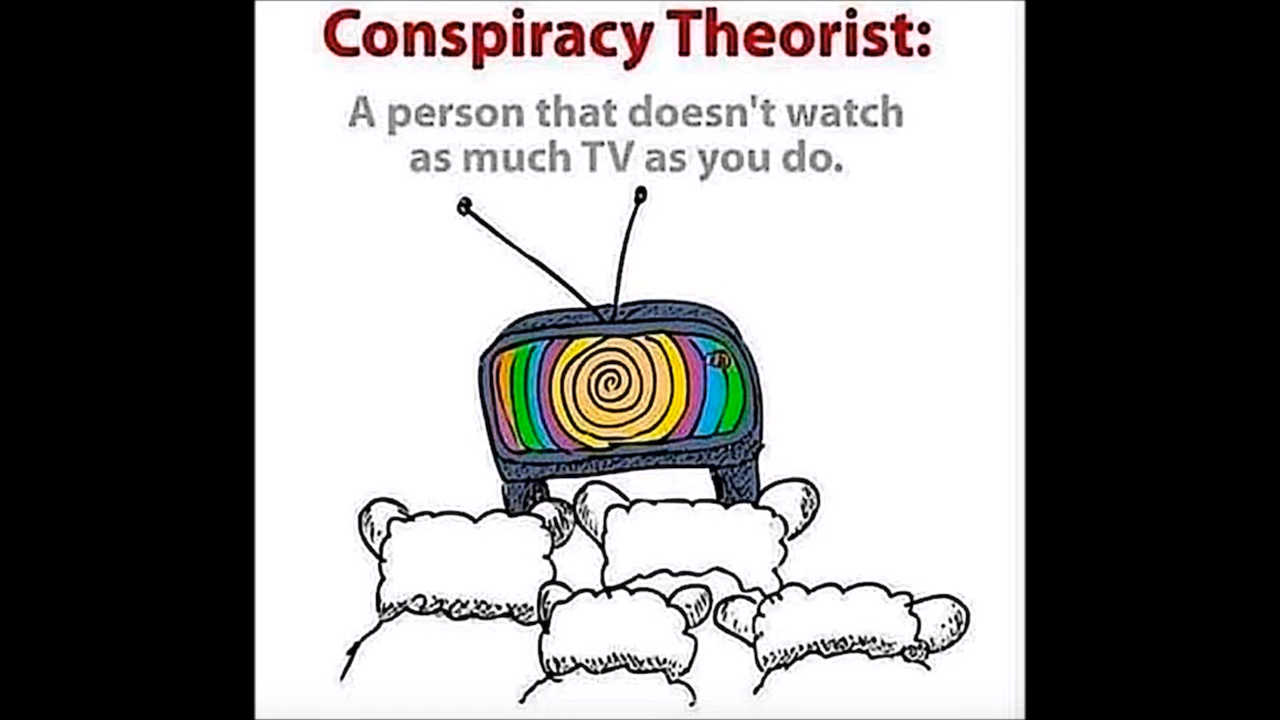 Conspiracy Theorist:
A person that doesn't watch
as much TV as you do.